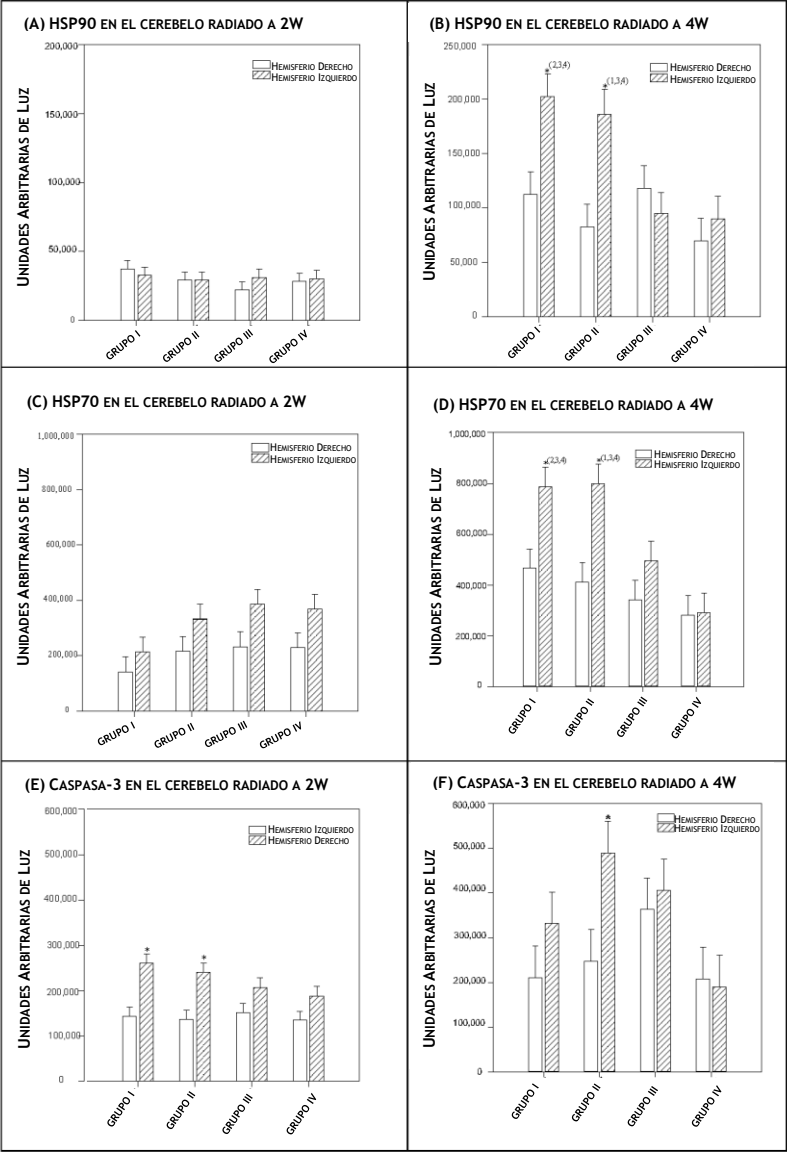 (A) HSP90 EN EL CEREBELO RADIADO A 2W
UNIDADES ARBITRARIAS DE LUZ
200,000
150,000
100,000
50,000
0
HEMISFERIO DERECHO
HEMISFERIO IZQUIERDO
GRUPO I
GRUPO II
GRUPO III
GRUPO IV
(B) HSP90 EN EL CEREBELO RADIADO A 4W
UNIDADES ARBITRARIAS DE LUZ
250,000
200,000
150,000
100,000
50,000
0
*(2,3,4)
*(1,3,4)
HEMISFERIO DERECHO
HEMISFERIO IZQUIERDO
GRUPO I
GRUPO II
GRUPO III
GRUPO IV
(C) HSP70 EN EL CEREBELO RADIADO A 2W
UNIDADES ARBITRARIAS DE LUZ
1,000,000
800,000
600,000
400,000
200,000
0
HEMISFERIO DERECHO
HEMISFERIO IZQUIERDO
GRUPO I
GRUPO II
GRUPO III
GRUPO IV
(D) HSP70 EN EL CEREBELO RADIADO A 4W
UNIDADES ARBITRARIAS DE LUZ
1,000,000
800,000
600,000
400,000
200,000
0
*(2,3,4)
*(1,3,4)
HEMISFERIO DERECHO
HEMISFERIO IZQUIERDO
GRUPO I
GRUPO II
GRUPO III
GRUPO IV
(E) CASPASA-3 EN EL CEREBELO RADIADO A 2W
UNIDADES ARBITRARIAS DE LUZ
600,000
500,000
400,000
300,000
200,000
100,000
0
*
*
HEMISFERIO IZQUIERDO
HEMISFERIO DERECHO
GRUPO I
GRUPO II
GRUPO III
GRUPO IV
(F) CASPASA-3 EN EL CEREBELO RADIADO A 4W
UNIDADES ARBITRARIAS DE LUZ
600,000
500,000
400,000
300,000
200,000
100,000
0
*
HEMISFERIO DERECHO
HEMISFERIO IZQUIERDO
GRUPO I
GRUPO II
GRUPO III
GRUPO IV